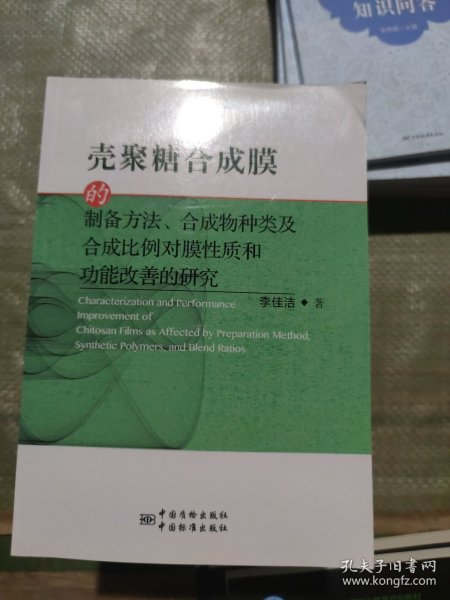 知识问答
壳聚糖合成膜
的
制备方法、合成物种类及
合成比例对膜性质和
功能改善的研究
李佳洁◆著
Characterization and Performance
Improvement of
Chitosan Films as Affected by Preparation Method,
Synthetic Polymers, and Blend Ratios
中国质检出版社
中国标准出版社
孔夫子旧书网
www.kongfz.com